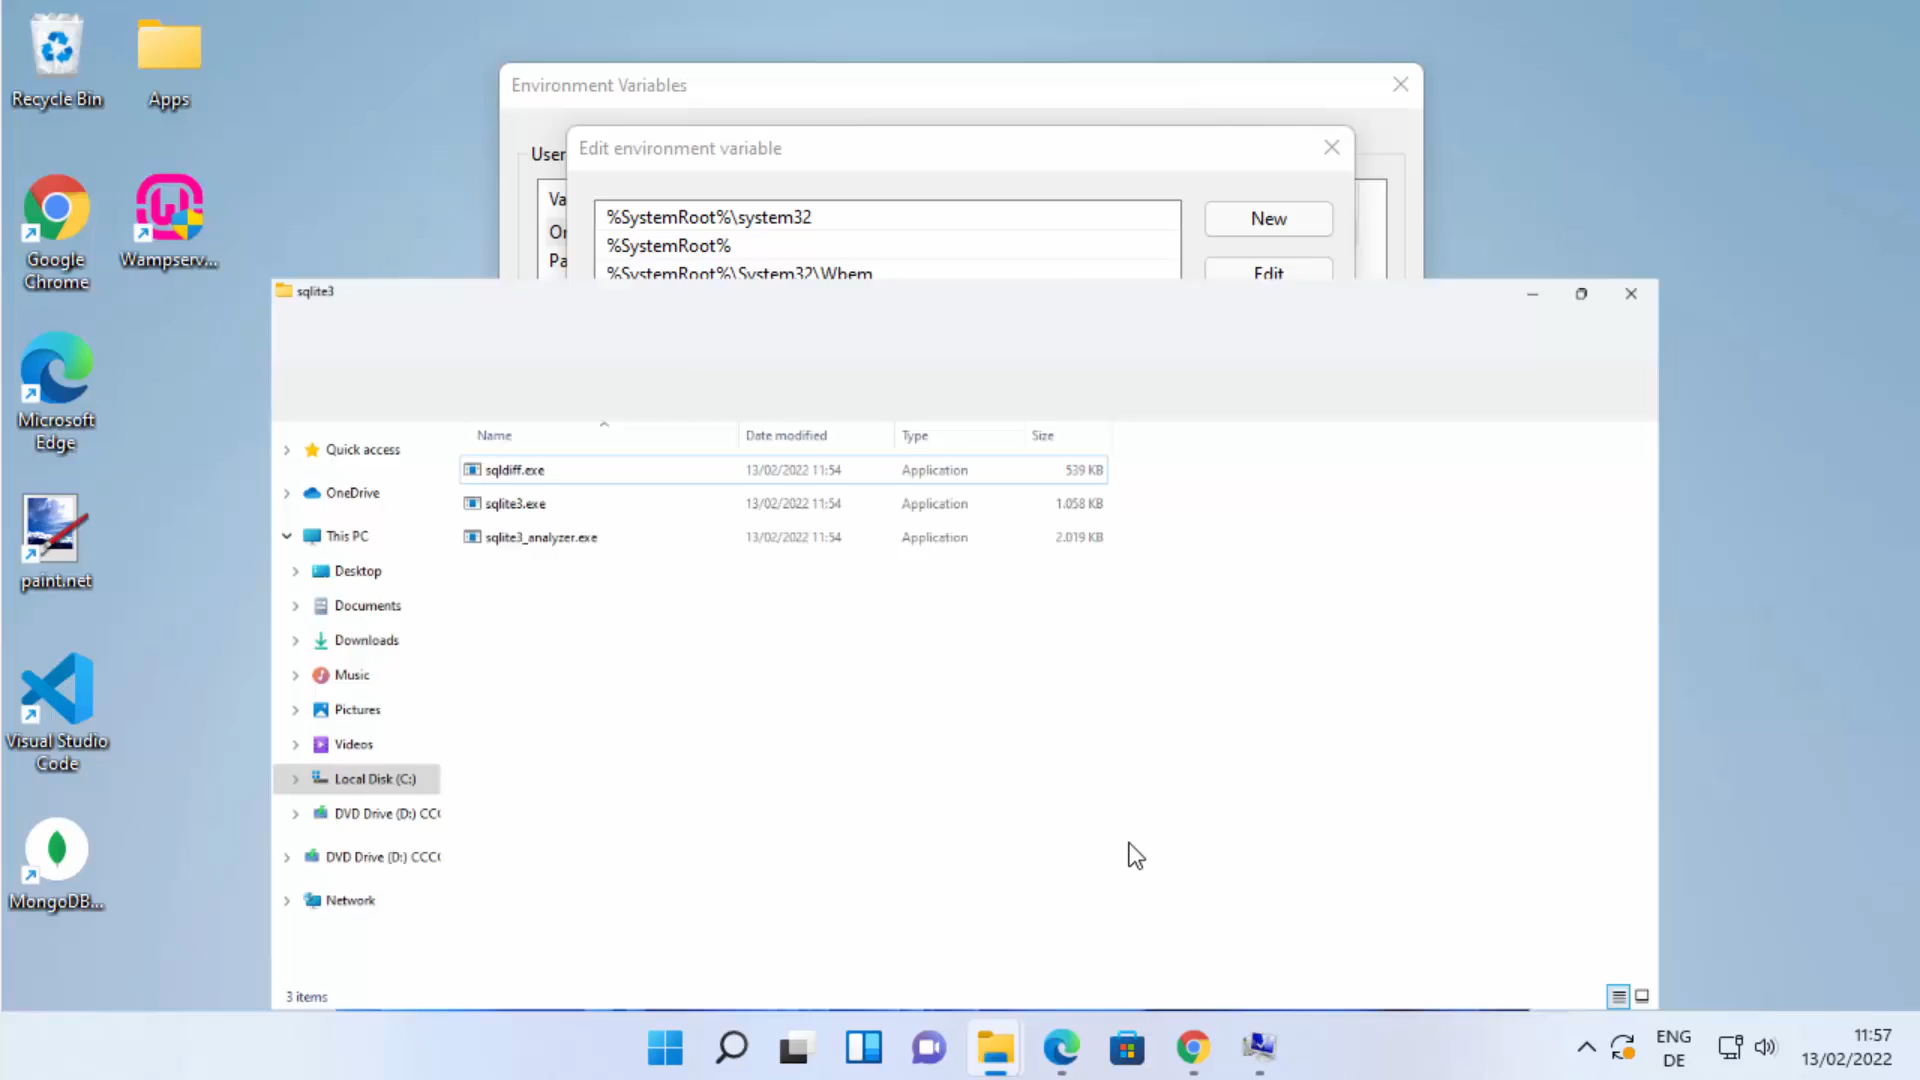 Recycle Bin
Apps
Google
Chrome
Wampserv...
Microsoft
Edge
paint.net
Visual Studio
Code
MongoDB...
Environment Variables
User
Va
Edit environment variable
%SystemRoot%\system32
%SystemRoot%
%SystemRoot%\System32\Wbem
New
Edit
sqlite3
Name
Date modified
Type
Size
sqldiff.exe
13/02/2022 11:54
Application
539 KB
sqlite3.exe
13/02/2022 11:54
Application
1.058 KB
sqlite3_analyzer.exe
13/02/2022 11:54
Application
2.019 KB
Quick access
OneDrive
This PC
Desktop
Documents
Downloads
Music
Pictures
Videos
Local Disk (C:)
DVD Drive (D:) CCC
DVD Drive (D:) CCC
Network
3 items
ENG
DE
11:57
13/02/2022